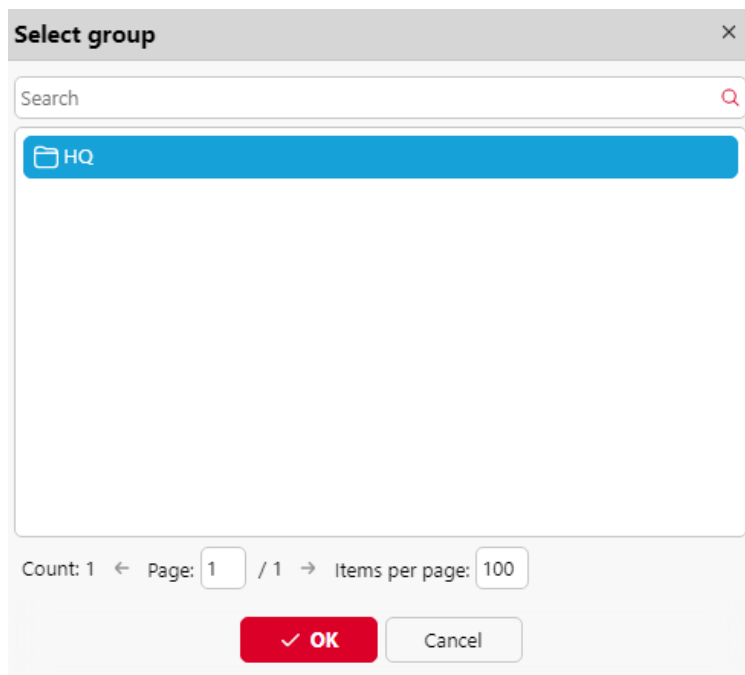 Select group
Search
HQ
Count: 1 ← Page: 1 / 1 → Items per page: 100
OK Cancel